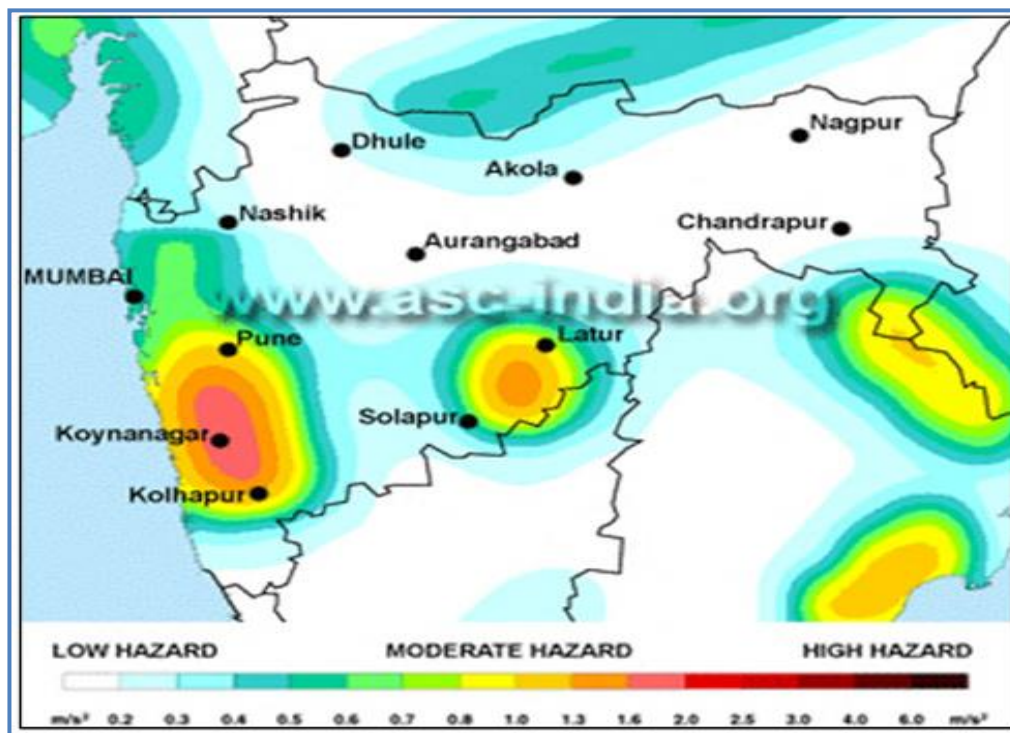 Nagpur
Dhule
Akola
Nashik
Chandrapur
Aurangabad
MUMBAI
www.asc-india.org
Pune
Latur
Solapur
Koynanagar
Kolhapur
LOW HAZARD MODERATE HAZARD HIGH HAZARD
m/s² 0.2 0.3 0.4 0.5 0.6 0.7 0.8 1.0 1.3 1.6 2.0 2.5 3.0 4.0 6.0 m/s²